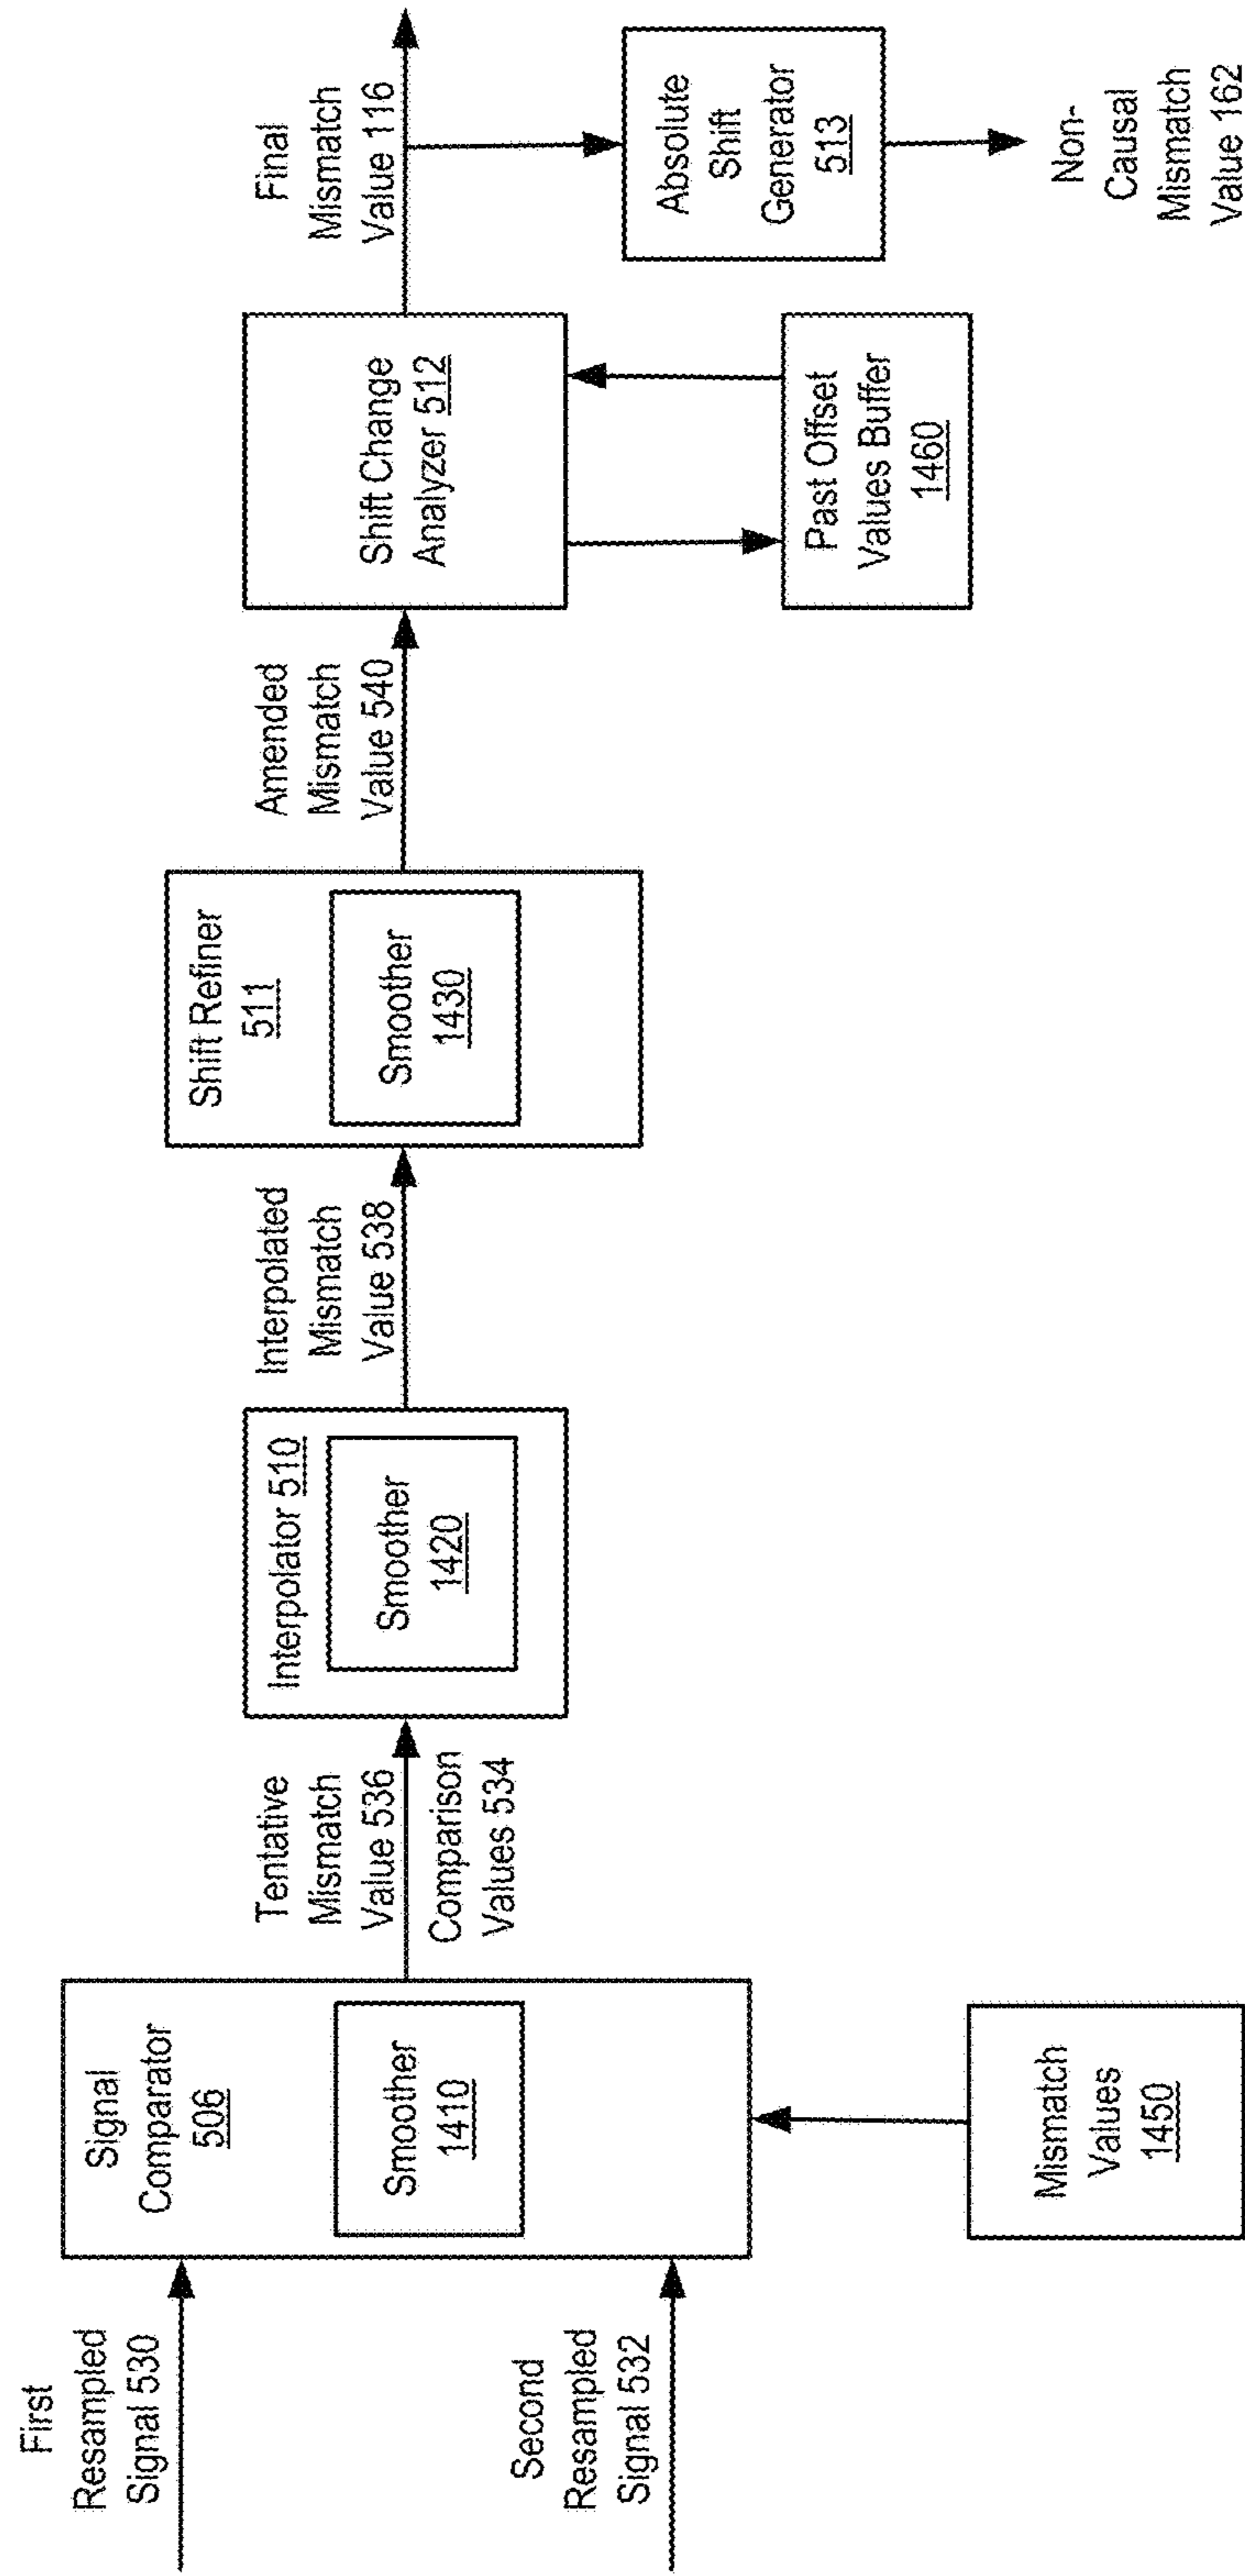 First
Resampled
Signal 530
Second
Resampled
Signal 532
Signal
Comparator
506
Smoother
1410
Mismatch
Values
1450
Tentative
Mismatch
Value 536
Comparison
Values 534
Interpolator 510
Smoother
1420
Interpolated
Mismatch
Value 538
Shift Refiner
511
Smoother
1430
Amended
Mismatch
Value 540
Shift Change
Analyzer 512
Past Offset
Values Buffer
1460
Final
Mismatch
Value 116
Absolute
Shift
Generator
513
Non-
Causal
Mismatch
Value 162